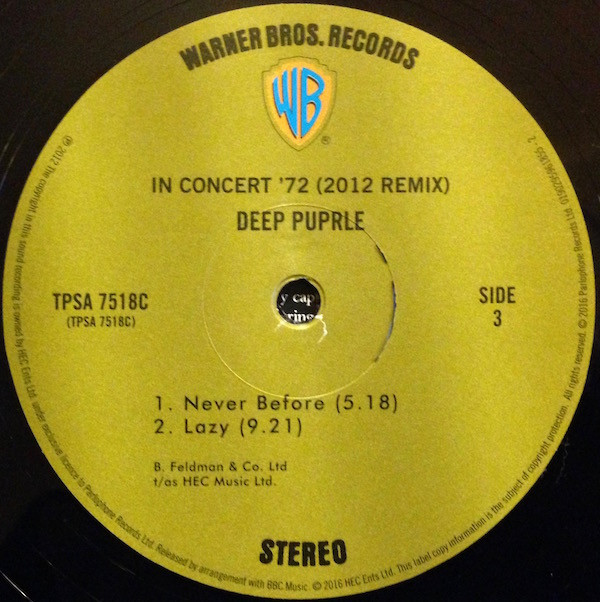 WARNER BROS. RECORDS
WB
®
IN CONCERT '72 (2012 REMIX)
DEEP PUPRLE
TPSA 7518C
(TPSA 7518C)
SIDE
3
y cap
ring
1. Never Before (5.18)
2. Lazy (9.21)
B. Feldman & Co. Ltd
t/as HEC Music Ltd.
STEREO
℗ 2012 The copyright in this sound recording is owned by HEC Ents Ltd. under exclusive licence to Parlophone Records Ltd. Released by arrangement with BBC Music. © 2016 HEC Ents Ltd. This label copy information is the subject of copyright protection. All rights reserved. © 2016 Parlophone Records Ltd.